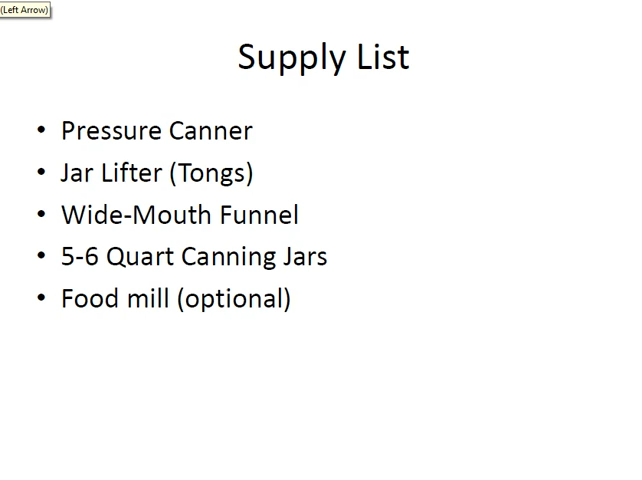 (Left Arrow)
Supply List
• Pressure Canner
• Jar Lifter (Tongs)
• Wide-Mouth Funnel
• 5-6 Quart Canning Jars
• Food mill (optional)